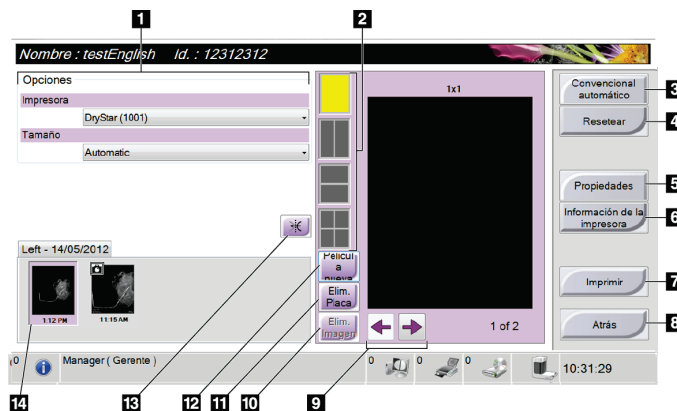 1
2
Nombre : testEnglish Id. : 12312312
Opciones
Impresora
DryStar (1001)
Tamaño
Automatic
1x1
Convencional
automático
3
Resetear
4
Propiedades
5
Información de la
impresora
6
Left - 14/05/2012
1:12 PM
11:15 AM
Pelicul
a
nueva
Elim.
Placa
Elim.
Imagen
1 of 2
Imprimir
7
Atrás
8
0
Manager ( Gerente )
0
0
0
10:31:29
14
13
12
11
10
9